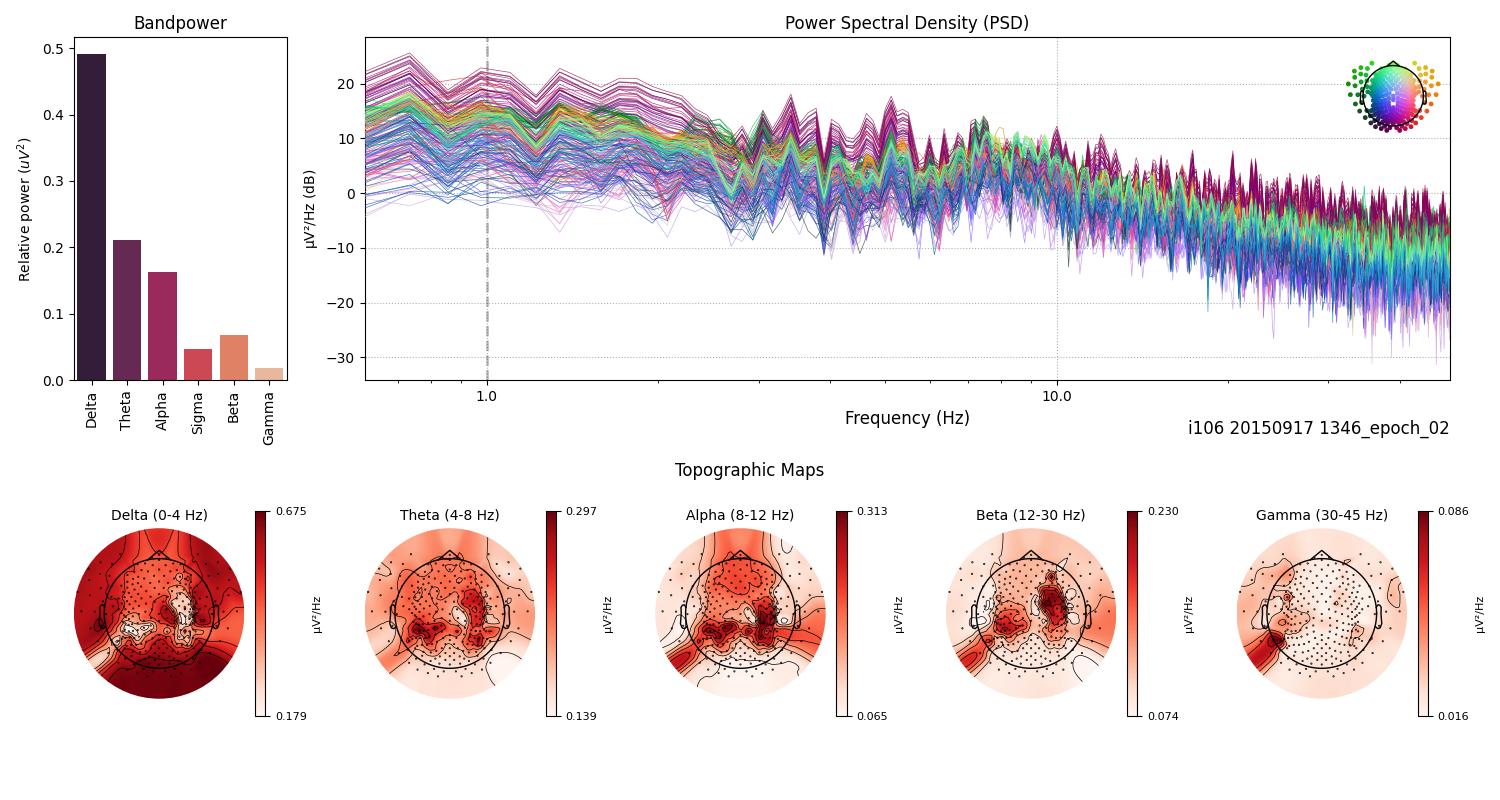 Bandpower
Power Spectral Density (PSD)
0.5
0.4
0.3
0.2
0.1
0.0
Relative power (uV²)
Delta
Theta
Alpha
Sigma
Beta
Gamma
20
10
0
−10
−20
−30
µV²/Hz (dB)
1.0
10.0
Frequency (Hz)
i106 20150917 1346_epoch_02
Topographic Maps
Delta (0-4 Hz)
0.675
0.179
µV²/Hz
Theta (4-8 Hz)
0.297
0.139
µV²/Hz
Alpha (8-12 Hz)
0.313
0.065
µV²/Hz
Beta (12-30 Hz)
0.230
0.074
µV²/Hz
Gamma (30-45 Hz)
0.086
0.016
µV²/Hz